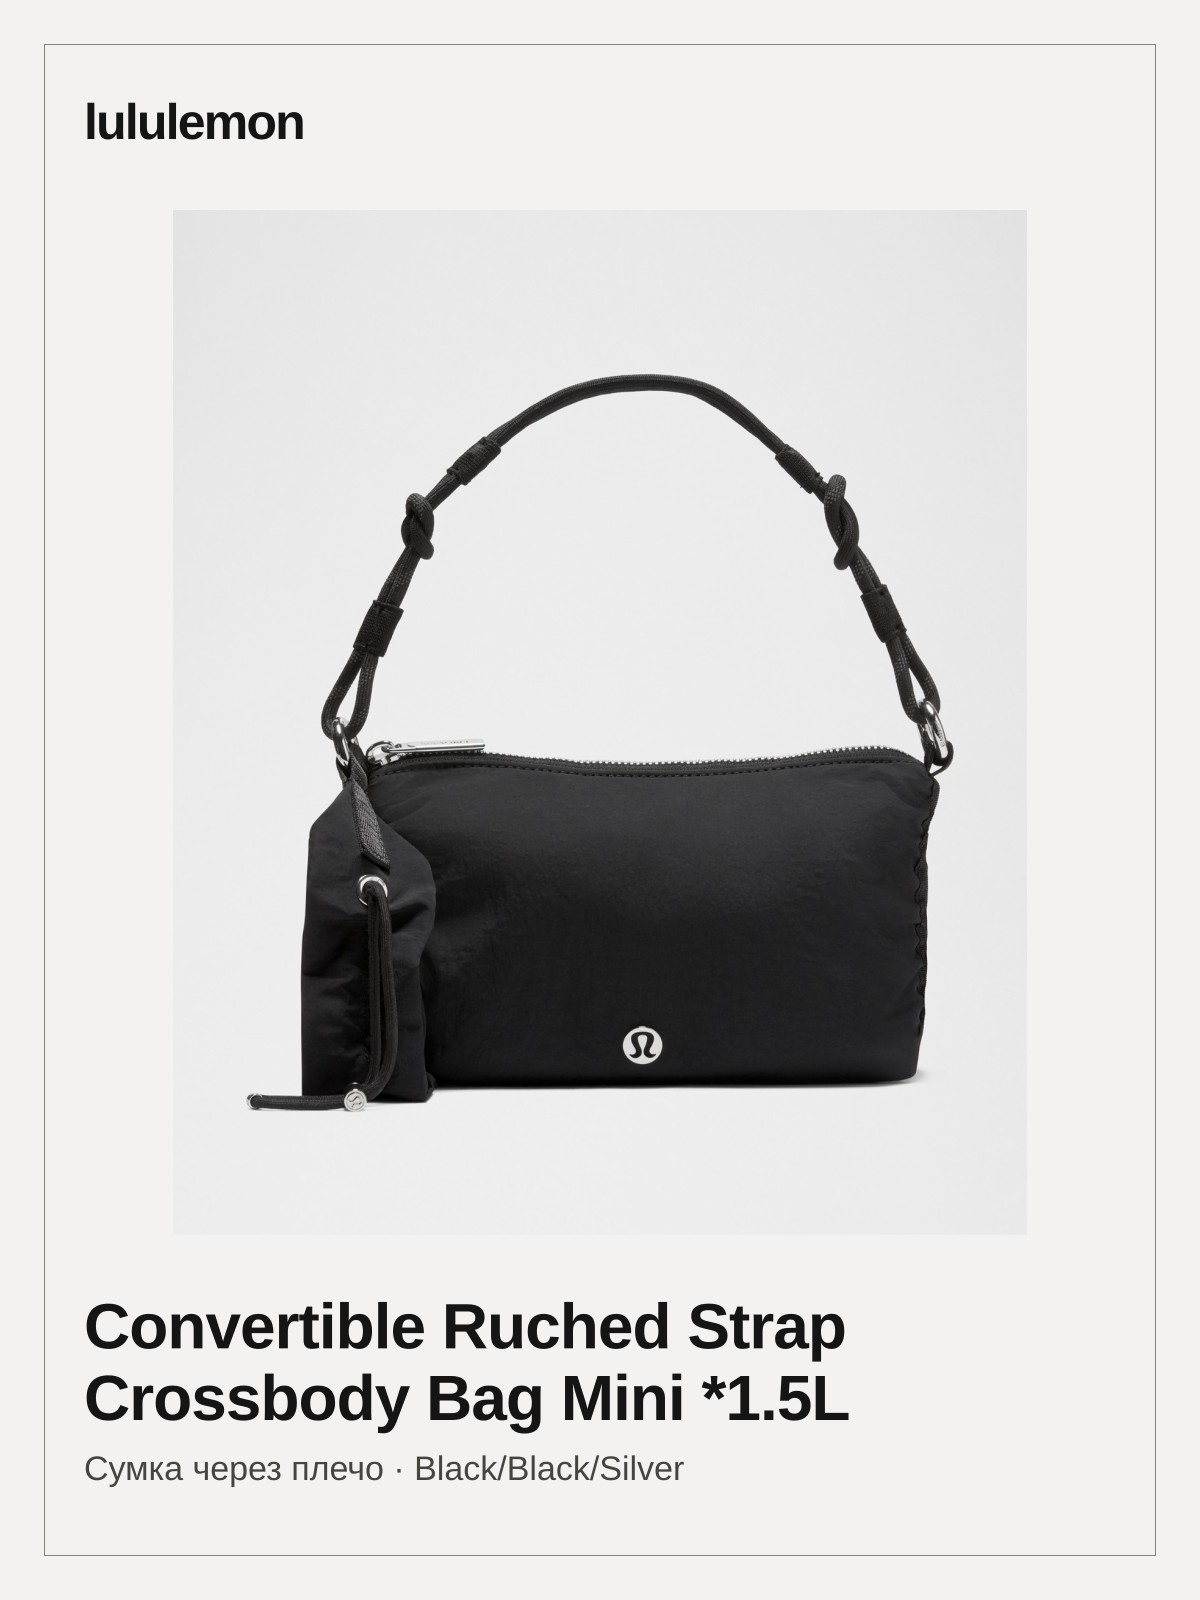 lululemon
Convertible Ruched Strap
Crossbody Bag Mini *1.5L
Сумка через плечо · Black/Black/Silver